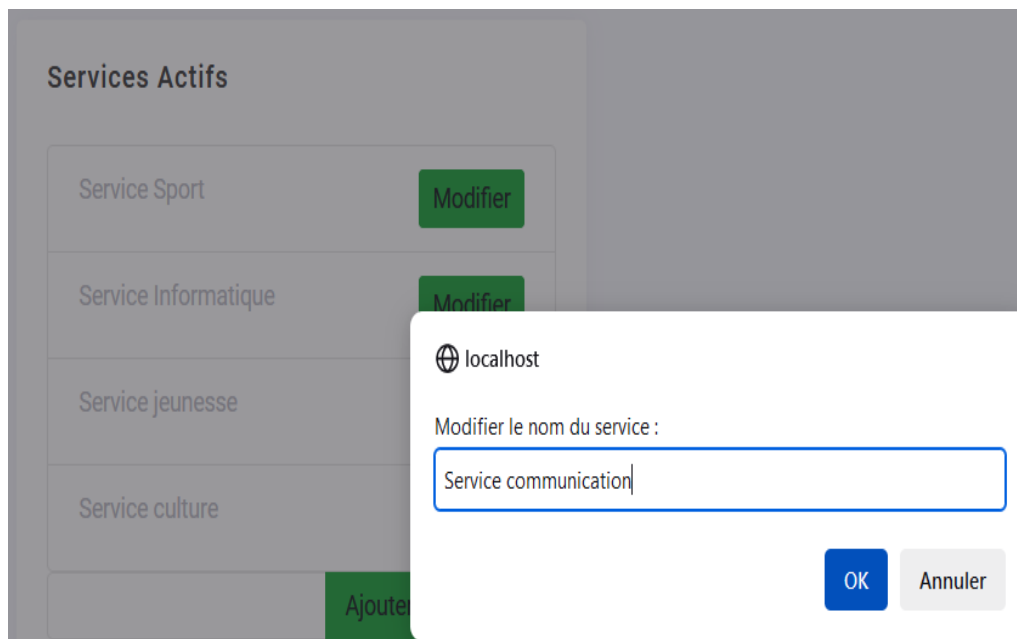 Services Actifs
Service Sport
Modifier
Service Informatique
Modifier
Service jeunesse
Service culture
Ajouter
localhost
Modifier le nom du service :
Service communication
OK
Annuler